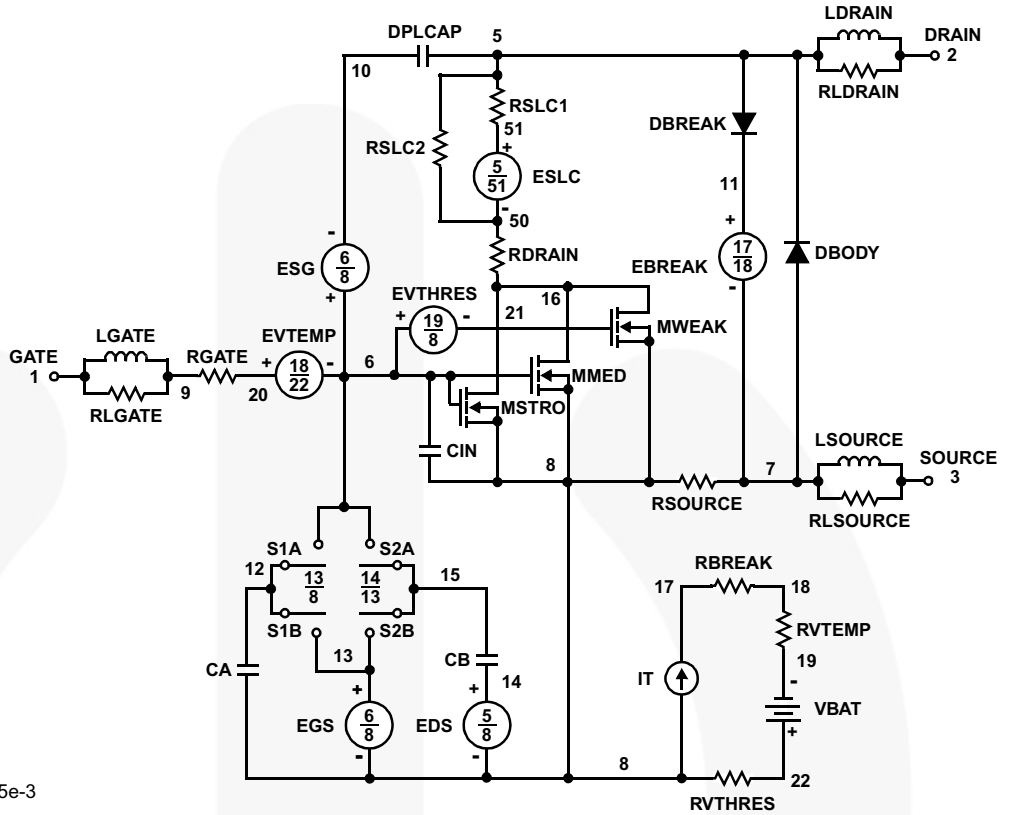 LDRAIN
DPLCAP 5 DRAIN
10 2
RLDRAIN
RSLC1
DBREAK
51
RSLC2 +
5
51
ESLC
11
-
50
- +
RDRAIN 17
18
6
8
ESG EBREAK DBODY
+ EVTHRES 16 -
+ 19
8
- 21
MWEAK
LGATE EVTEMP
GATE RGATE + 18
22
- 6
1 MMED
9 20 MSTRO
RLGATE
LSOURCE
CIN 8 7 SOURCE
3
RSOURCE
RLSOURCE
S1A S2A
12 13
8
14
13
15 17 RBREAK 18
S1B S2B RVTEMP
13
CA CB 19
IT -
14
+ + VBAT
6
8
EGS EDS 5
8
+
- - 8 22
5e-3
RVTHRES